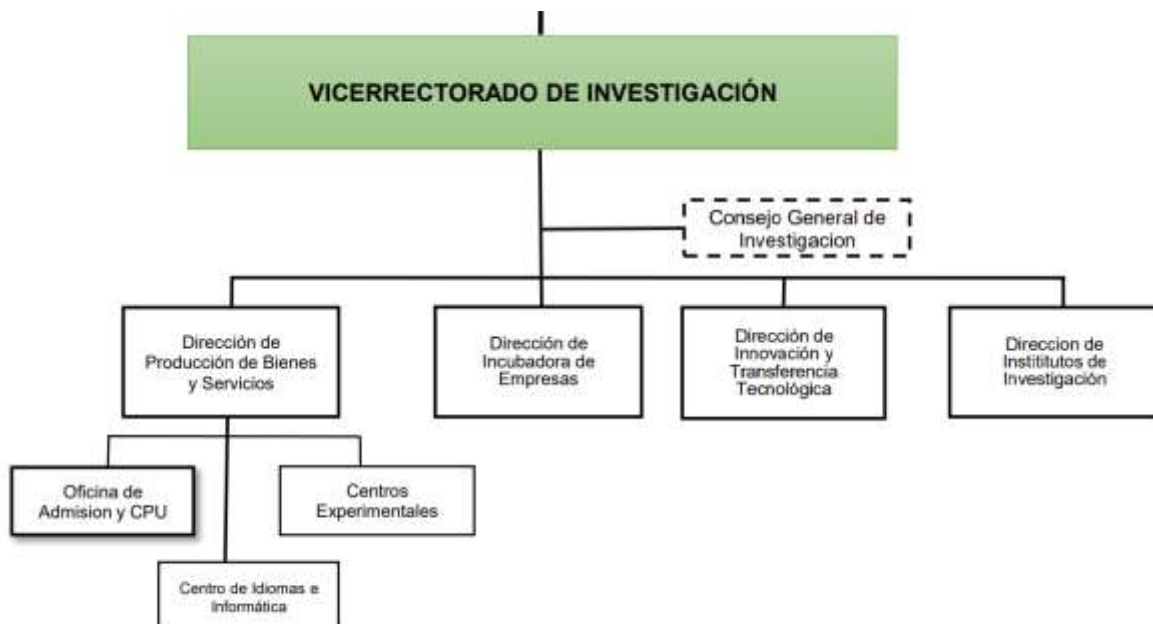 VICERRECTORADO DE INVESTIGACIÓN
Consejo General de
Investigacion
Dirección de
Producción de Bienes
y Servicios
Dirección de
Incubadora de
Empresas
Dirección de
Innovación y
Transferencia
Tecnológica
Direccion de
Instititutos de
Investigación
Oficina de
Admision y CPU
Centros
Experimentales
Centro de Idiomas e
Informática